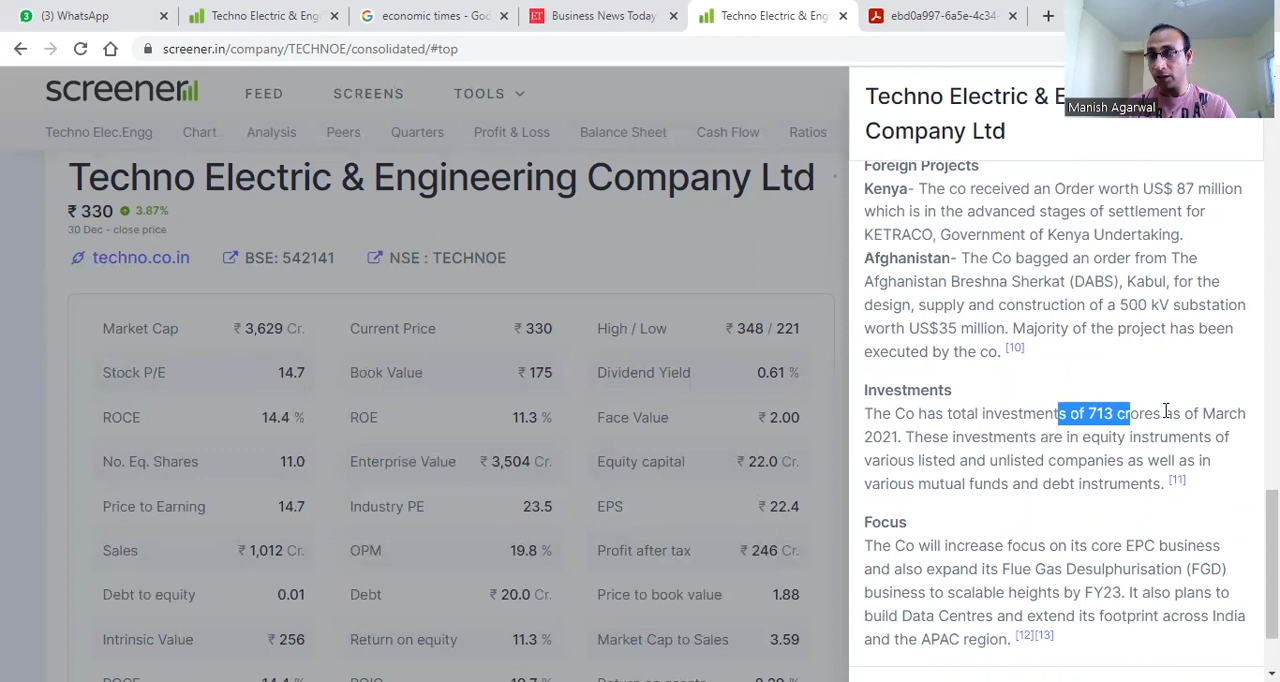 (3) WhatsApp
Techno Electric & Eng
economic times - Goo
Business News Today
Techno Electric & Eng
ebd0a997-6a5e-4c34-
screener.in/company/TECHNOE/consolidated/#top
screener
FEED SCREENS TOOLS
Techno Elec.Engg Chart Analysis Peers Quarters Profit & Loss Balance Sheet Cash Flow Ratios
Techno Electric & Engineering Company Ltd
₹ 330 3.87%
30 Dec - close price
techno.co.in BSE: 542141 NSE : TECHNOE
Market Cap ₹ 3,629 Cr. Current Price ₹ 330 High / Low ₹ 348 / 221
Stock P/E 14.7 Book Value ₹ 175 Dividend Yield 0.61 %
ROCE 14.4 % ROE 11.3 % Face Value ₹ 2.00
No. Eq. Shares 11.0 Enterprise Value ₹ 3,504 Cr. Equity capital ₹ 22.0 Cr.
Price to Earning 14.7 Industry PE 23.5 EPS ₹ 22.4
Sales ₹ 1,012 Cr. OPM 19.8 % Profit after tax ₹ 246 Cr.
Debt to equity 0.01 Debt ₹ 20.0 Cr. Price to book value 1.88
Intrinsic Value ₹ 256 Return on equity 11.3 % Market Cap to Sales 3.59
Manish Agarwal
Techno Electric & E
Company Ltd
Foreign Projects
Kenya- The co received an Order worth US$ 87 million
which is in the advanced stages of settlement for
KETRACO, Government of Kenya Undertaking.
Afghanistan- The Co bagged an order from The
Afghanistan Breshna Sherkat (DABS), Kabul, for the
design, supply and construction of a 500 kV substation
worth US$35 million. Majority of the project has been
executed by the co. [10]
Investments
The Co has total investments of 713 crores as of March
2021. These investments are in equity instruments of
various listed and unlisted companies as well as in
various mutual funds and debt instruments. [11]
Focus
The Co will increase focus on its core EPC business
and also expand its Flue Gas Desulphurisation (FGD)
business to scalable heights by FY23. It also plans to
build Data Centres and extend its footprint across India
and the APAC region. [12][13]